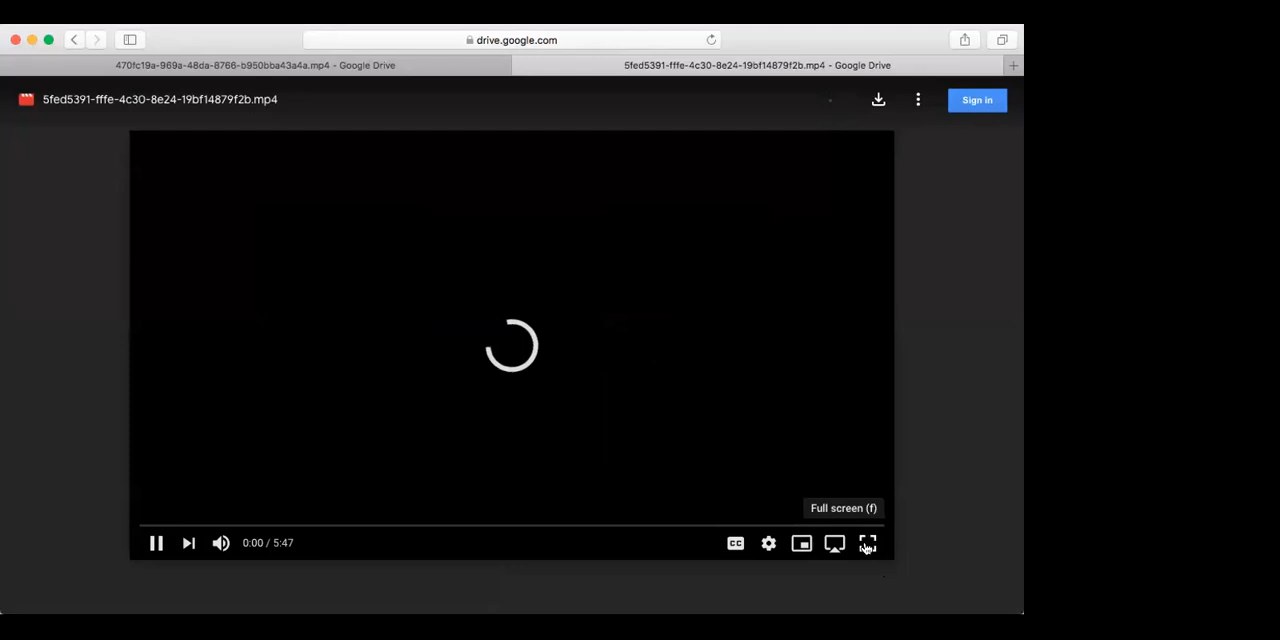 drive.google.com
470fc19a-969a-48da-8766-b950bba43a4a.mp4 - Google Drive
5fed5391-fffe-4c30-8e24-19bf14879f2b.mp4 - Google Drive
5fed5391-fffe-4c30-8e24-19bf14879f2b.mp4
Sign in
Full screen (f)
0:00 / 5:47
CC